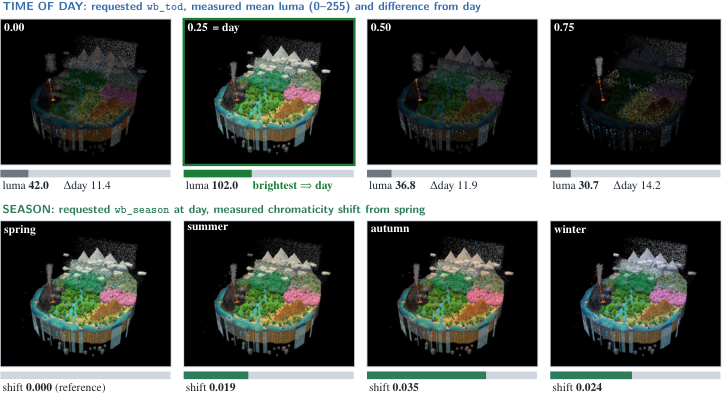 TIME OF DAY: requested wb_tod, measured mean luma (0–255) and difference from day
0.00
0.25 = day
0.50
0.75
luma 42.0 Δday 11.4
luma 102.0 brightest ⇒ day
luma 36.8 Δday 11.9
luma 30.7 Δday 14.2
SEASON: requested wb_season at day, measured chromaticity shift from spring
spring
summer
autumn
winter
shift 0.000 (reference)
shift 0.019
shift 0.035
shift 0.024